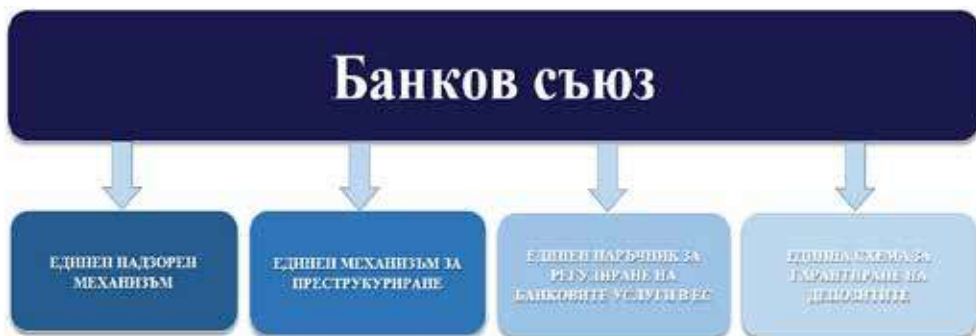 Банков съюз
ЕДИНЕН НАДЗОРЕН
МЕХАНИЗЪМ
ЕДИНЕН МЕХАНИЗЪМ ЗА
ПРЕСТРУКУРИРАНЕ
ЕДИНЕН НАРЪЧНИК ЗА
РЕГУЛИРАНЕ НА
БАНКОВИТЕ УСЛУГИ В ЕС
ЕДИННА СХЕМА ЗА
ГАРАНТИРАНЕ НА
ДЕПОЗИТИТЕ